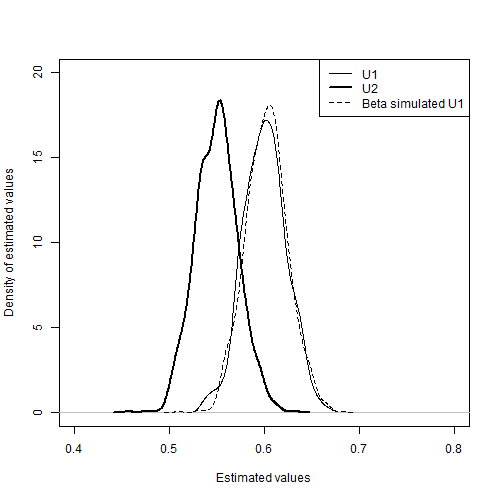 U1
U2
Beta simulated U1
Density of estimated values
20
15
10
5
0
0.4 0.5 0.6 0.7 0.8
Estimated values